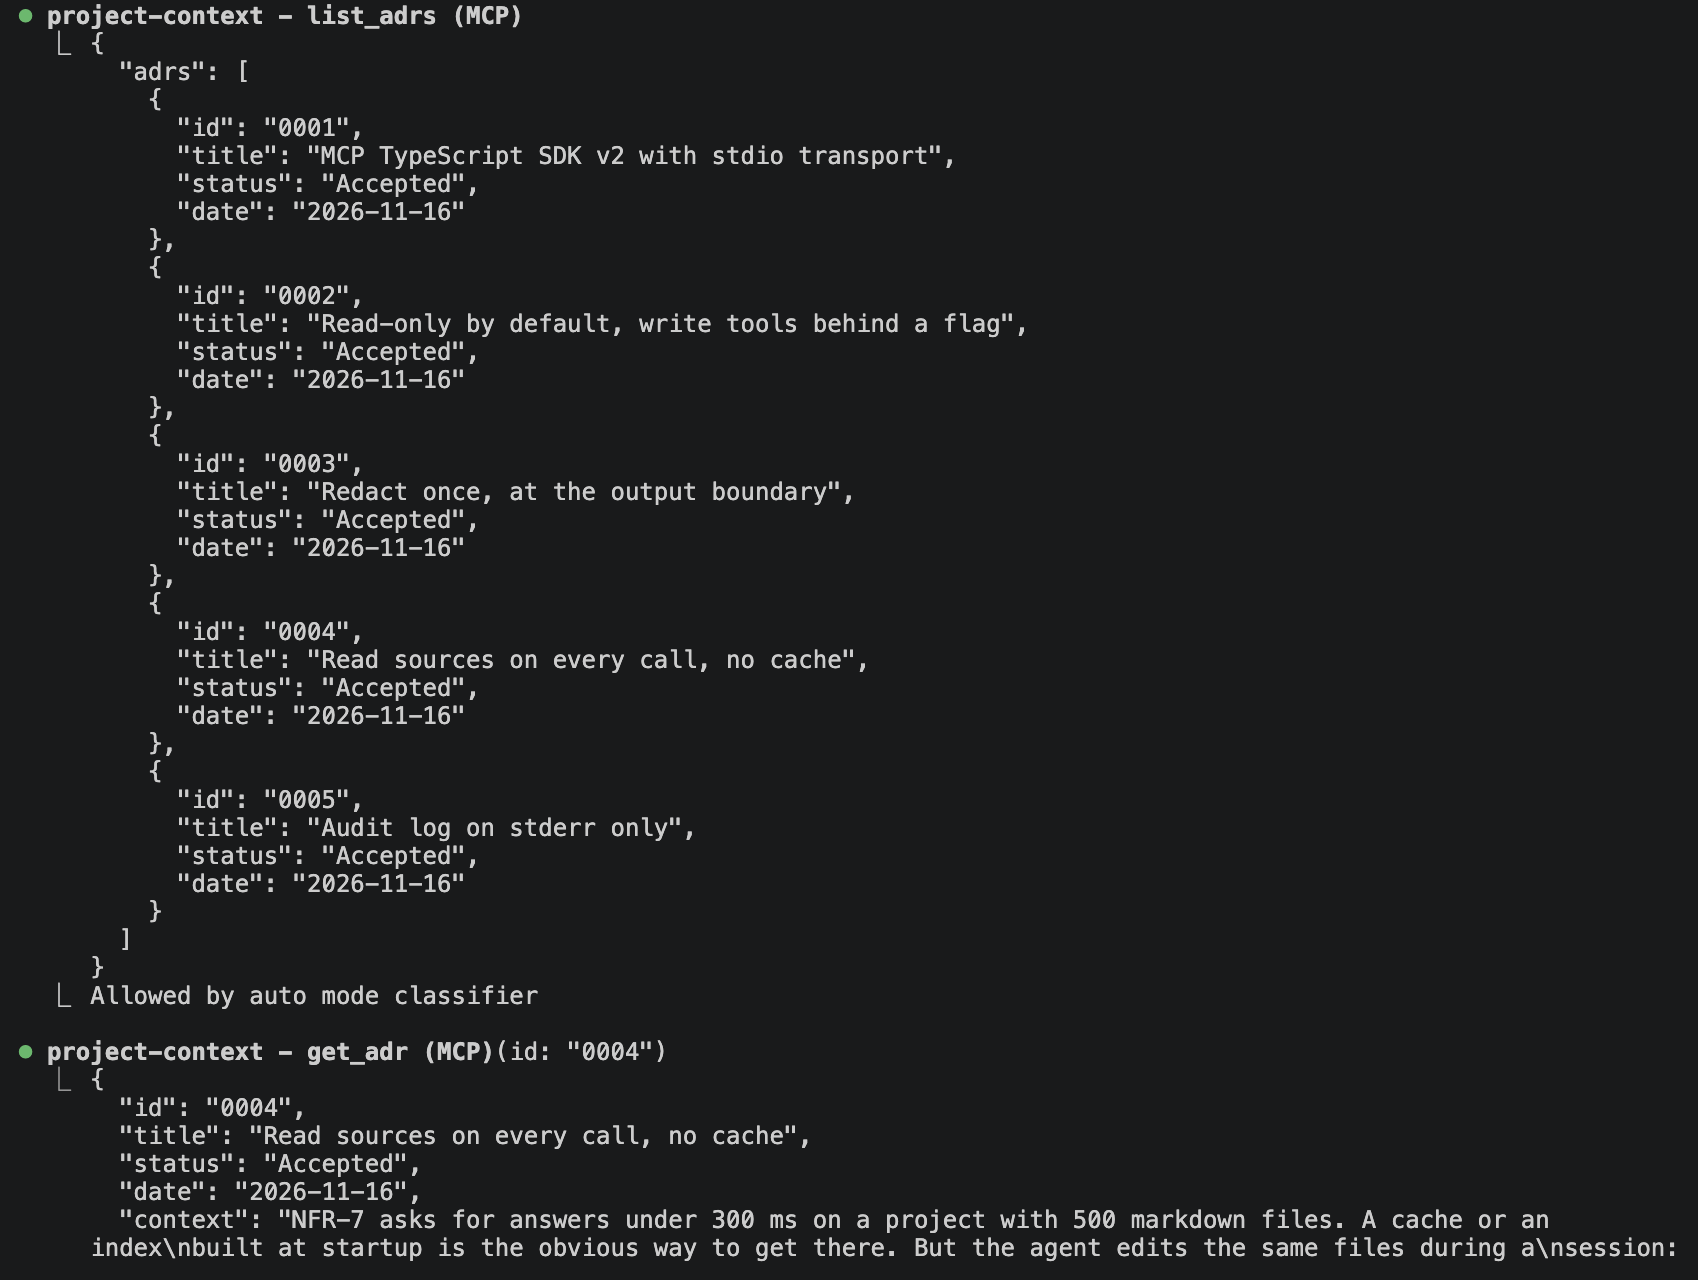 ● project-context - list_adrs (MCP)
⎿ {
"adrs": [
{
"id": "0001",
"title": "MCP TypeScript SDK v2 with stdio transport",
"status": "Accepted",
"date": "2026-11-16"
},
{
"id": "0002",
"title": "Read-only by default, write tools behind a flag",
"status": "Accepted",
"date": "2026-11-16"
},
{
"id": "0003",
"title": "Redact once, at the output boundary",
"status": "Accepted",
"date": "2026-11-16"
},
{
"id": "0004",
"title": "Read sources on every call, no cache",
"status": "Accepted",
"date": "2026-11-16"
},
{
"id": "0005",
"title": "Audit log on stderr only",
"status": "Accepted",
"date": "2026-11-16"
}
]
}
⎿ Allowed by auto mode classifier
● project-context - get_adr (MCP)(id: "0004")
⎿ {
"id": "0004",
"title": "Read sources on every call, no cache",
"status": "Accepted",
"date": "2026-11-16",
"context": "NFR-7 asks for answers under 300 ms on a project with 500 markdown files. A cache or an
index\nbuilt at startup is the obvious way to get there. But the agent edits the same files during a\nsession: